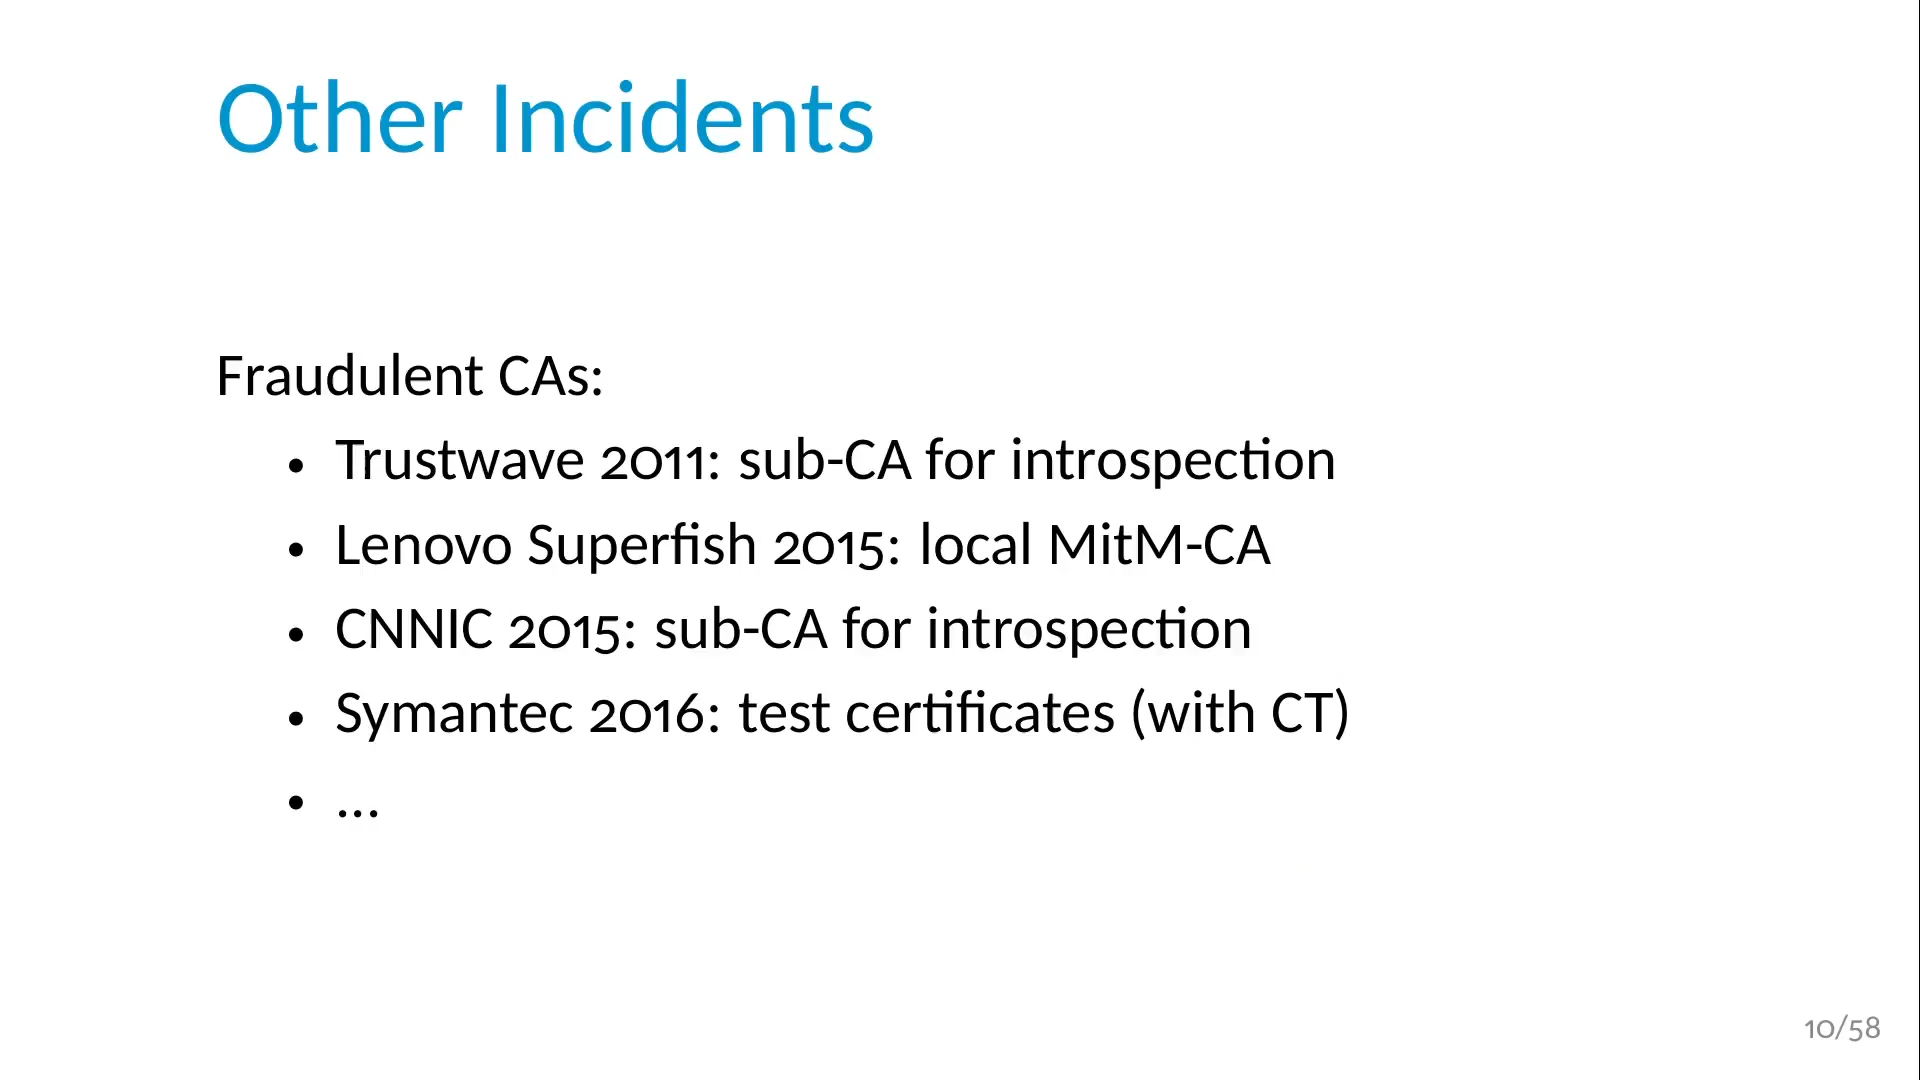 Other Incidents
Fraudulent CAs:
• Trustwave 2011: sub-CA for introspection
• Lenovo Superfish 2015: local MitM-CA
• CNNIC 2015: sub-CA for introspection
• Symantec 2016: test certificates (with CT)
• ...
10/58